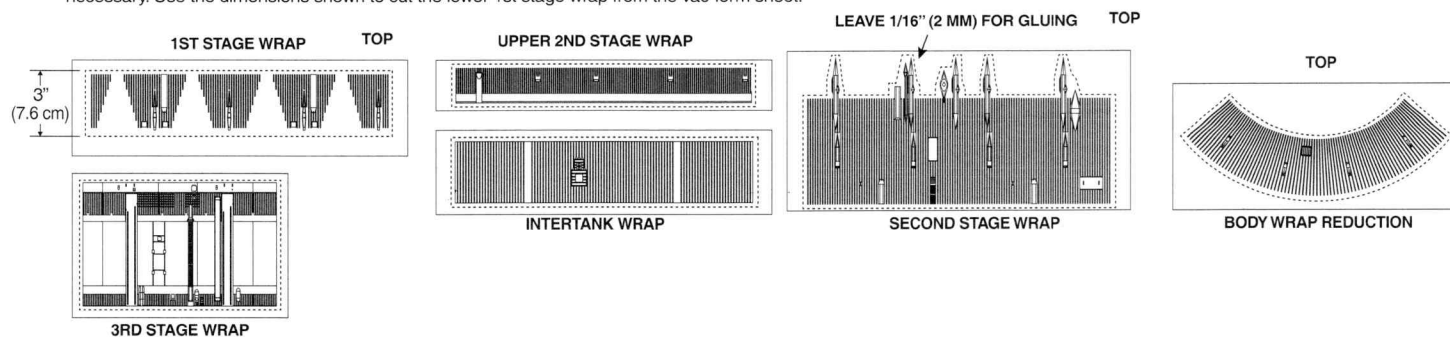 necessary. Use the dimensions shown to cut the lower 1st stage wrap from the vac-form sheet.
LEAVE 1/16" (2 MM) FOR GLUING TOP
1ST STAGE WRAP TOP
UPPER 2ND STAGE WRAP
TOP
3"
(7.6 cm)
INTERTANK WRAP
SECOND STAGE WRAP
BODY WRAP REDUCTION
3RD STAGE WRAP